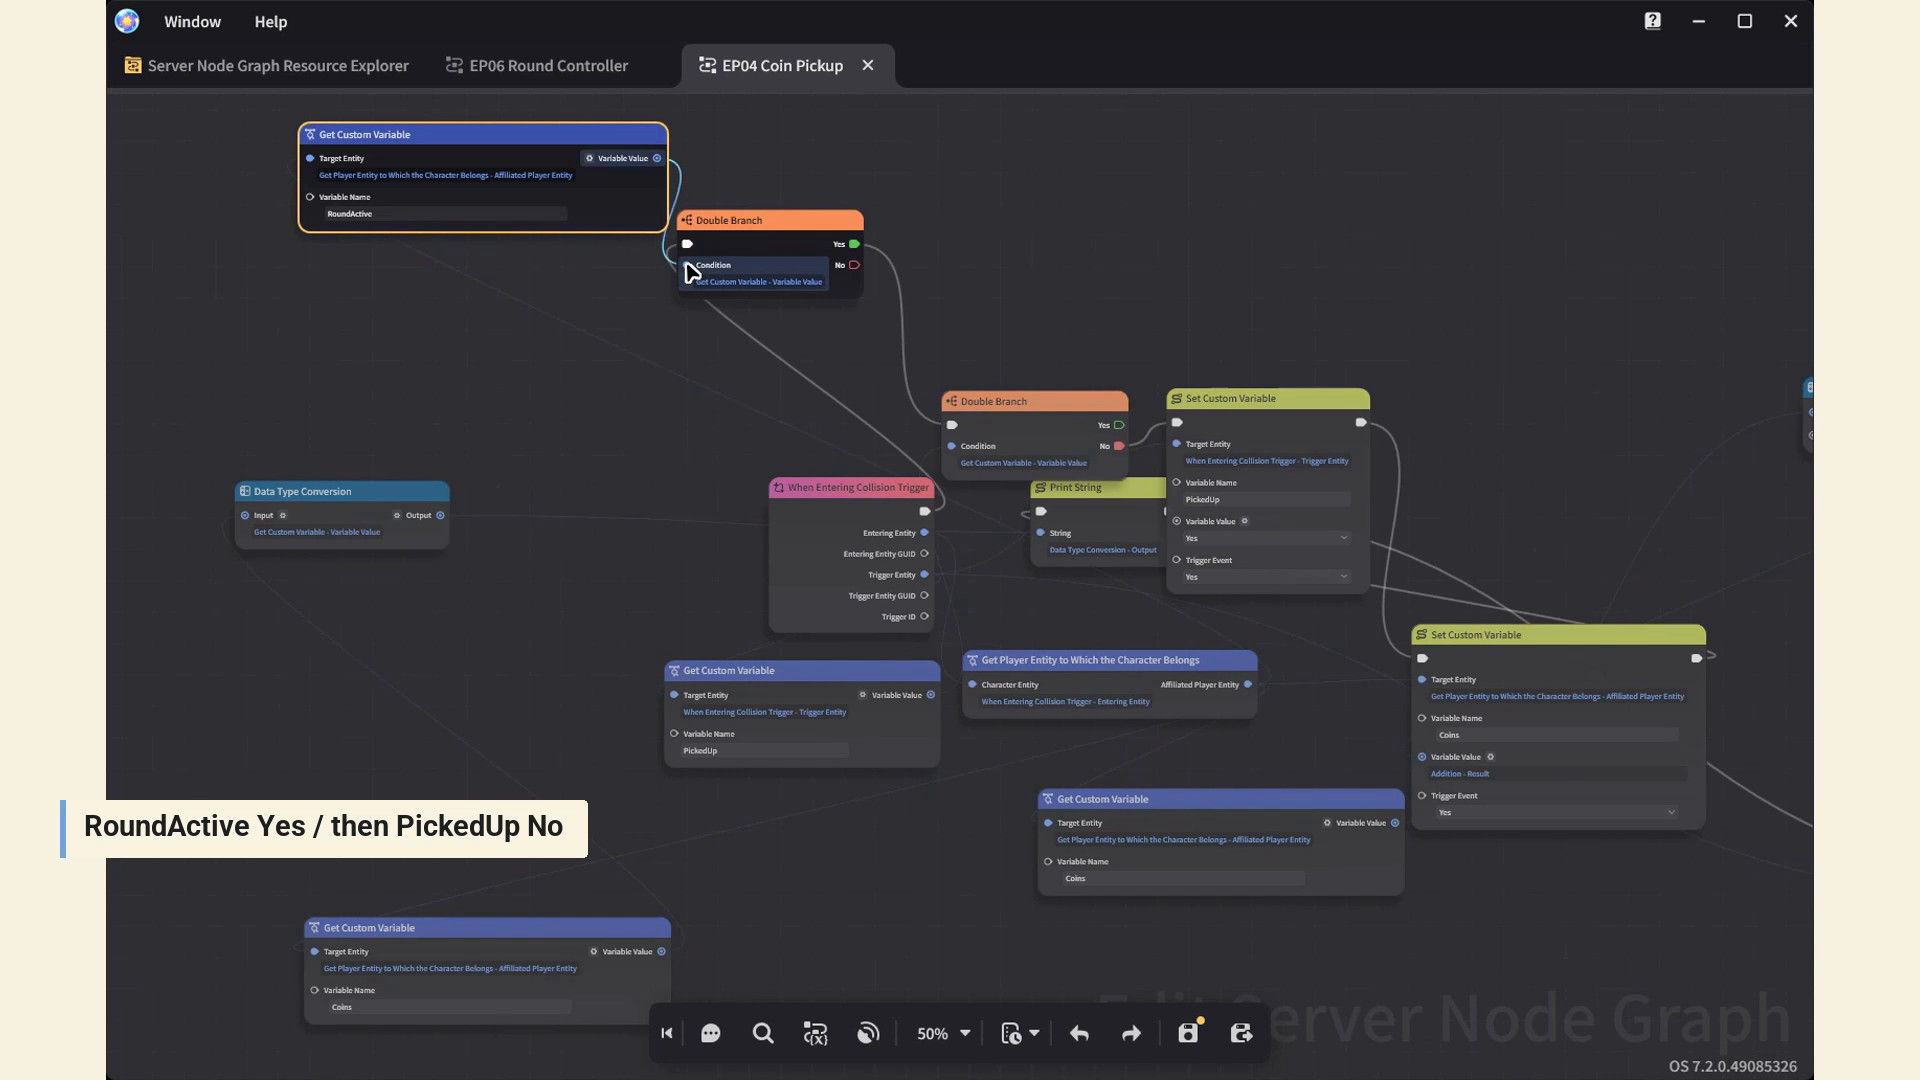 Window
Help
Server Node Graph Resource Explorer
EP06 Round Controller
EP04 Coin Pickup
Get Custom Variable
Target Entity
Variable Value
Get Player Entity to Which the Character Belongs - Affiliated Player Entity
Variable Name
RoundActive
Double Branch
Yes
Condition
No
Get Custom Variable - Variable Value
Double Branch
Yes
Condition
No
Get Custom Variable - Variable Value
Set Custom Variable
Target Entity
When Entering Collision Trigger - Trigger Entity
Variable Name
PickedUp
Variable Value
Yes
Trigger Event
Yes
Data Type Conversion
Input
Output
Get Custom Variable - Variable Value
When Entering Collision Trigger
Entering Entity
Entering Entity GUID
Trigger Entity
Trigger Entity GUID
Trigger ID
Print String
String
Data Type Conversion - Output
Set Custom Variable
Target Entity
Get Player Entity to Which the Character Belongs - Affiliated Player Entity
Variable Name
Coins
Variable Value
Addition - Result
Trigger Event
Yes
Get Custom Variable
Target Entity
Variable Value
When Entering Collision Trigger - Trigger Entity
Variable Name
PickedUp
Get Player Entity to Which the Character Belongs
Character Entity
Affiliated Player Entity
When Entering Collision Trigger - Entering Entity
Get Custom Variable
Target Entity
Variable Value
Get Player Entity to Which the Character Belongs - Affiliated Player Entity
Variable Name
Coins
RoundActive Yes / then PickedUp No
Get Custom Variable
Target Entity
Variable Value
Get Player Entity to Which the Character Belongs - Affiliated Player Entity
Variable Name
Coins
50%
Edit Server Node Graph
OS 7.2.0.49085326